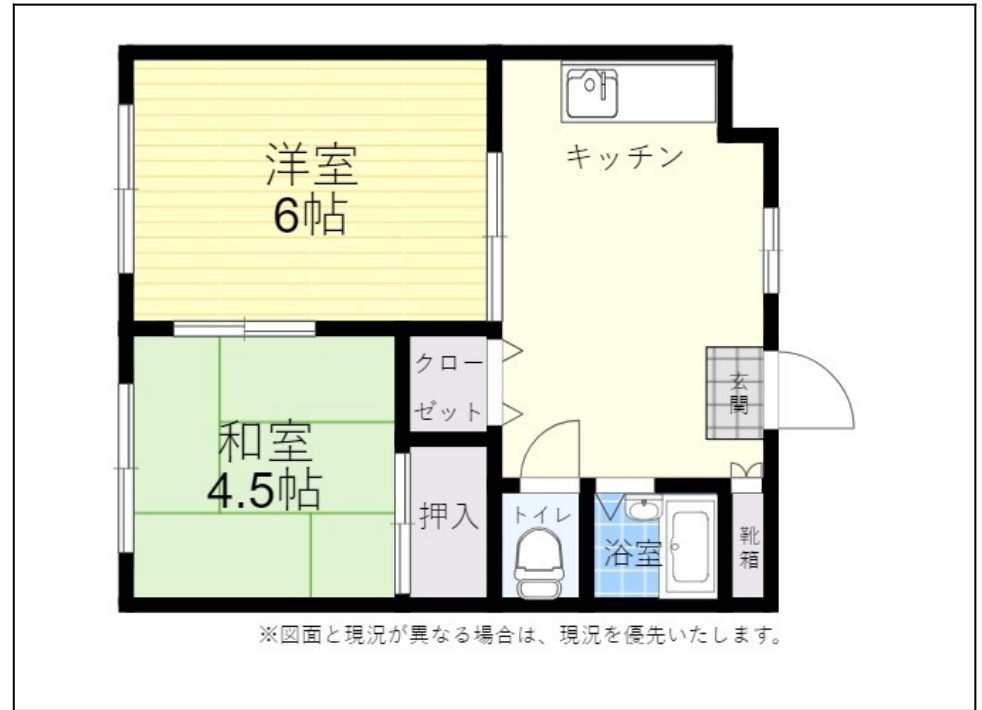 洋室
6帖
キッチン
玄
関
クロー
ゼット
和室
4.5帖
押入
トイレ
浴室
靴
箱
※図面と現況が異なる場合は、現況を優先いたします。